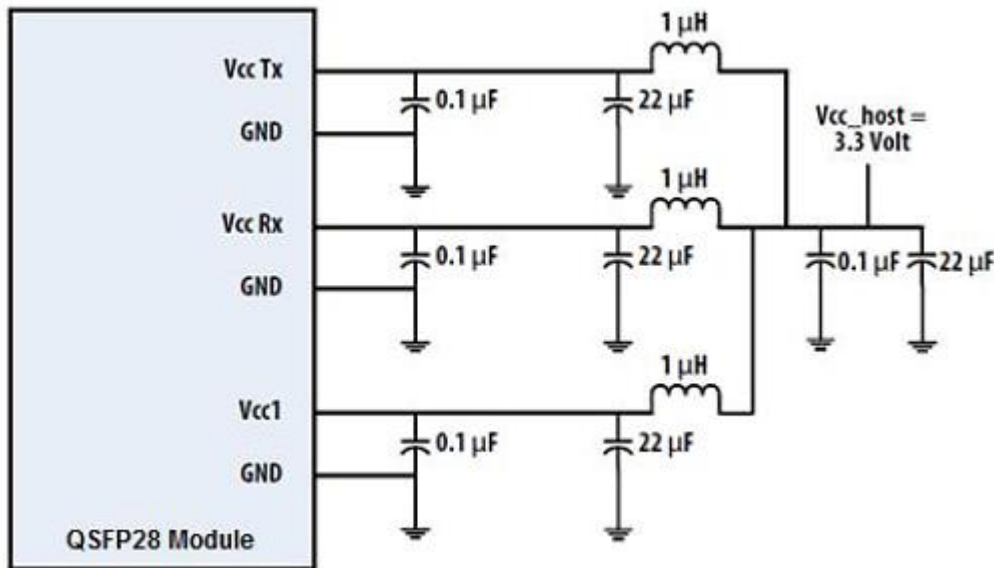 1 µH
Vcc Tx
0.1 µF
22 µF
GND
Vcc_host =
3.3 Volt
1 µH
Vcc Rx
0.1 µF
22 µF
0.1 µF
22 µF
GND
1 µH
Vcc1
0.1 µF
22 µF
GND
QSFP28 Module